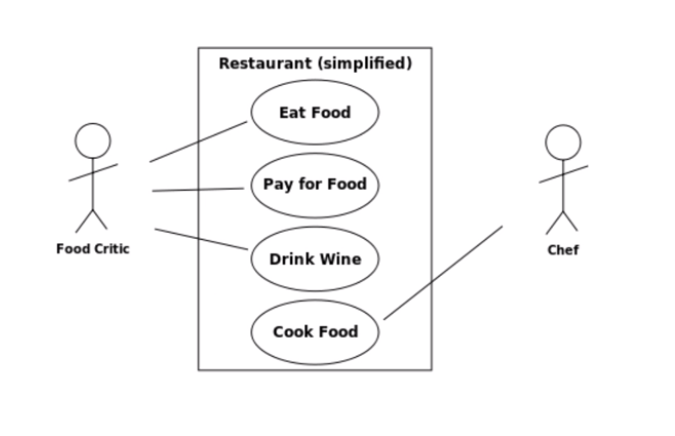 Restaurant (simplified)
Eat Food
Pay for Food
Drink Wine
Cook Food
Food Critic
Chef